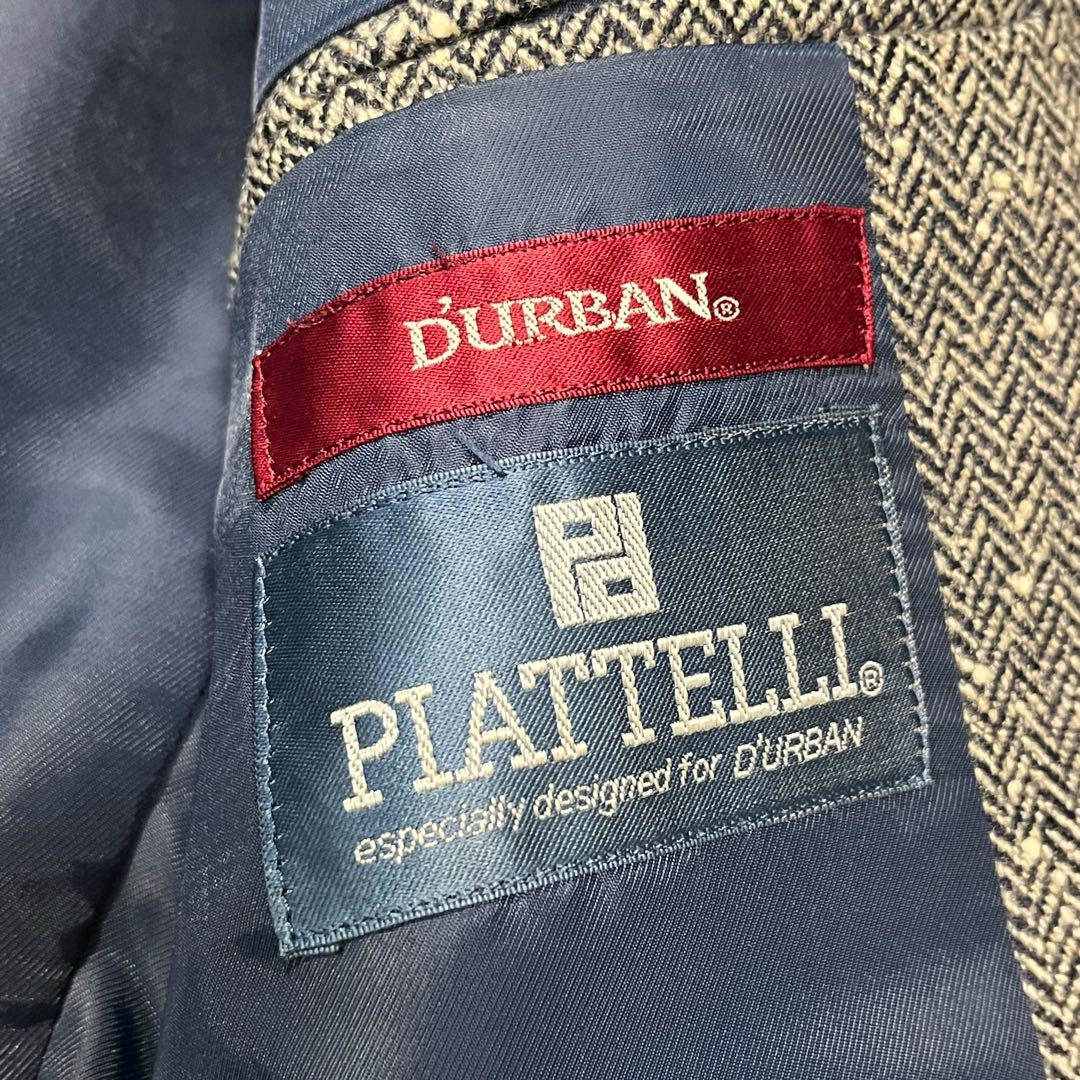 D'URBAN®
PIATTELLI®
especially designed for D'URBAN